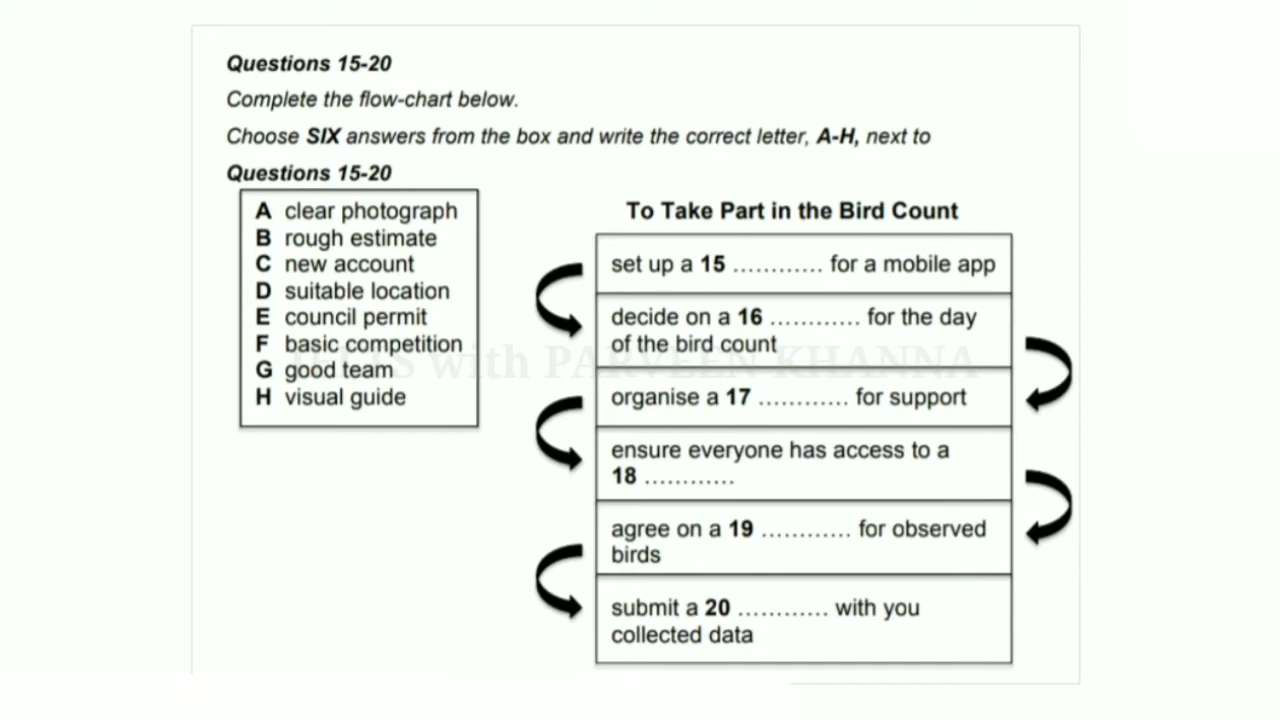 Questions 15-20
Complete the flow-chart below.
Choose SIX answers from the box and write the correct letter, A-H, next to
Questions 15-20
A clear photograph
B rough estimate
C new account
D suitable location
E council permit
F basic competition
G good team
H visual guide
To Take Part in the Bird Count
set up a 15 ............ for a mobile app
decide on a 16 ............ for the day
of the bird count
organise a 17 ............ for support
ensure everyone has access to a
18 ............
agree on a 19 ............ for observed
birds
submit a 20 ............ with you
collected data
IELTS with PARVEEN KHANNA